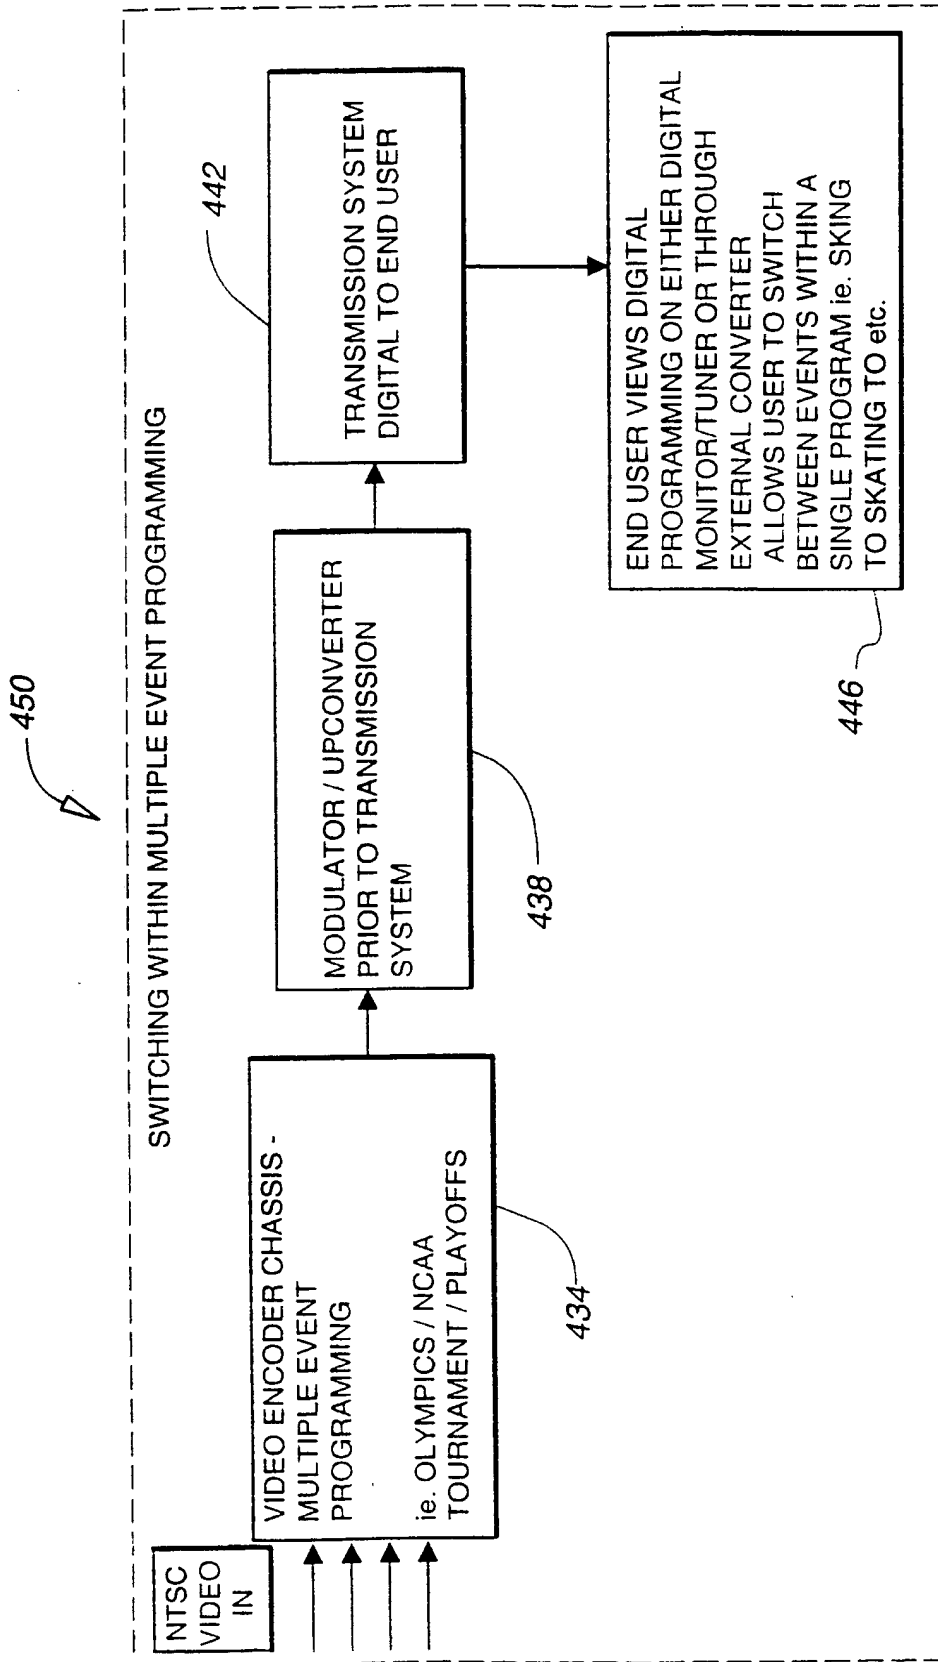 450
SWITCHING WITHIN MULTIPLE EVENT PROGRAMMING
NTSC
VIDEO
IN
VIDEO ENCODER CHASSIS -
MULTIPLE EVENT
PROGRAMMING
ie. OLYMPICS / NCAA
TOURNAMENT / PLAYOFFS
434
MODULATOR / UPCONVERTER
PRIOR TO TRANSMISSION
SYSTEM
438
TRANSMISSION SYSTEM
DIGITAL TO END USER
442
END USER VIEWS DIGITAL
PROGRAMMING ON EITHER DIGITAL
MONITOR/TUNER OR THROUGH
EXTERNAL CONVERTER
ALLOWS USER TO SWITCH
BETWEEN EVENTS WITHIN A
SINGLE PROGRAM ie. SKING
TO SKATING TO etc.
446